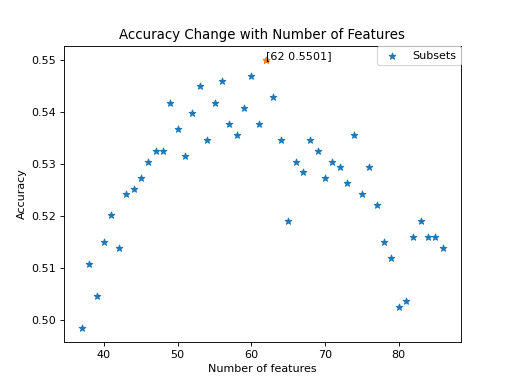 Accuracy Change with Number of Features
[62 0.5501]
Subsets
0.55
0.54
0.53
0.52
0.51
0.50
Accuracy
40 50 60 70 80
Number of features